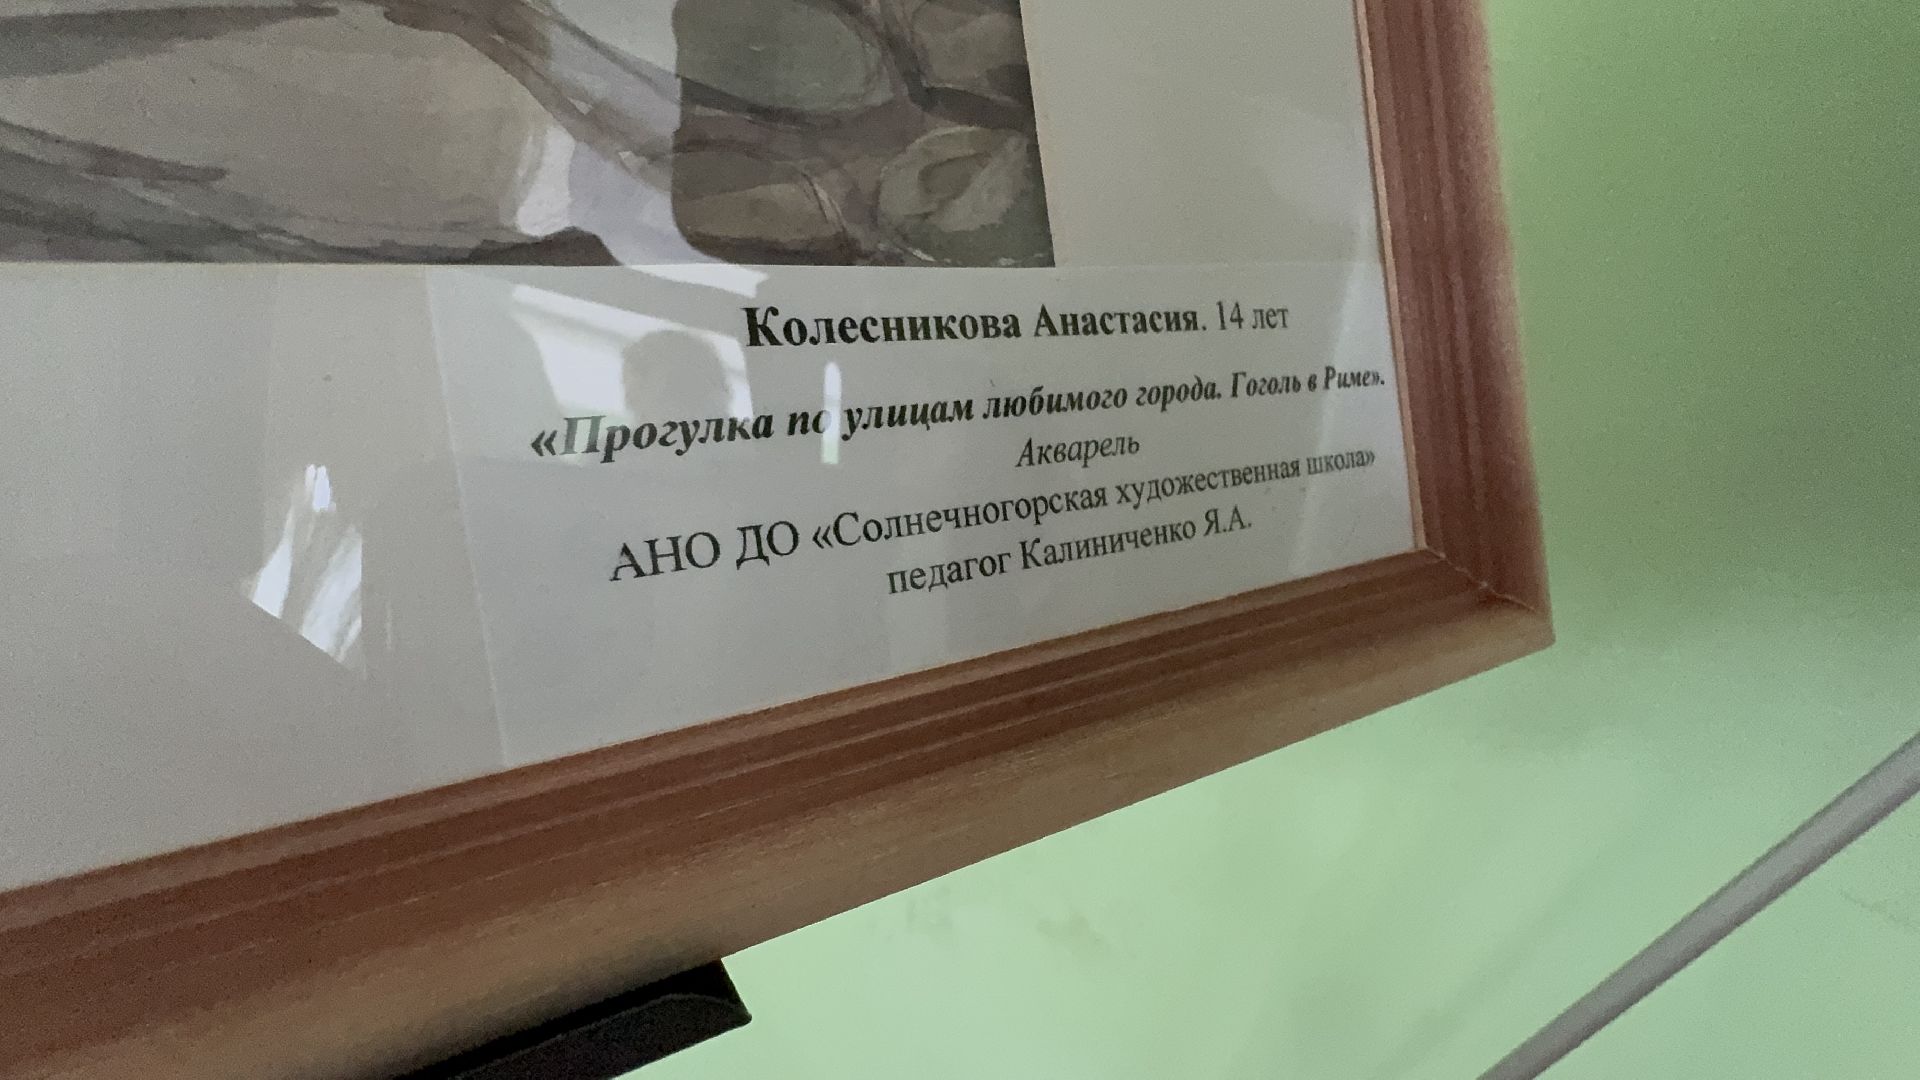 Колесникова Анастасия. 14 лет
«Прогулка по улицам любимого города. Гоголь в Риме».
Акварель
АНО ДО «Солнечногорская художественная школа»
педагог Калиниченко Я.А.